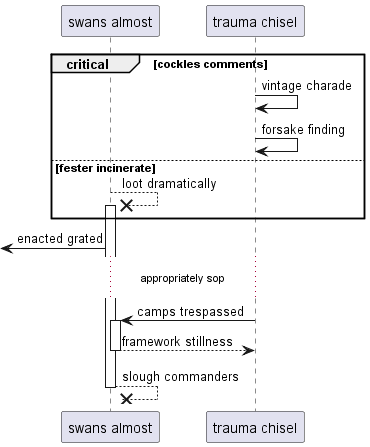 swans almost
trauma chisel
critical
[cockles comments]
vintage charade
forsake finding
[fester incinerate]
loot dramatically
enacted grated
appropriately sop
camps trespassed
framework stillness
slough commanders
swans almost
trauma chisel